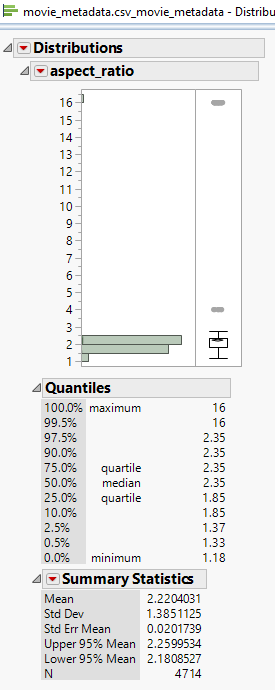 movie_metadata.csv_movie_metadata - Distribu
Distributions
aspect_ratio
16
15
14
13
12
11
10
9
8
7
6
5
4
3
2
1
Quantiles
100.0% maximum 16
99.5% 16
97.5% 2.35
90.0% 2.35
75.0% quartile 2.35
50.0% median 2.35
25.0% quartile 1.85
10.0% 1.85
2.5% 1.37
0.5% 1.33
0.0% minimum 1.18
Summary Statistics
Mean 2.2204031
Std Dev 1.3851125
Std Err Mean 0.0201739
Upper 95% Mean 2.2599534
Lower 95% Mean 2.1808527
N 4714